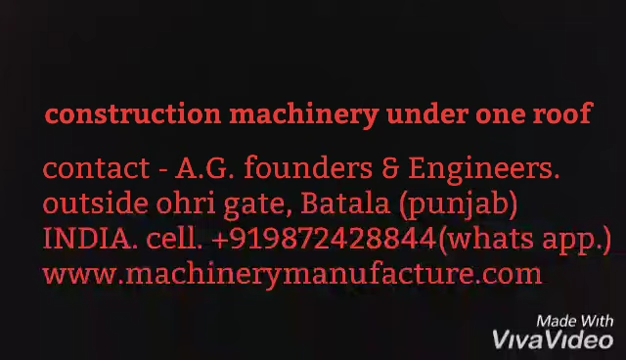 construction machinery under one roof
contact - A.G. founders & Engineers.
outside ohri gate, Batala (punjab)
INDIA. cell. +919872428844(whats app.)
www.machinerymanufacture.com
Made With
VivaVideo